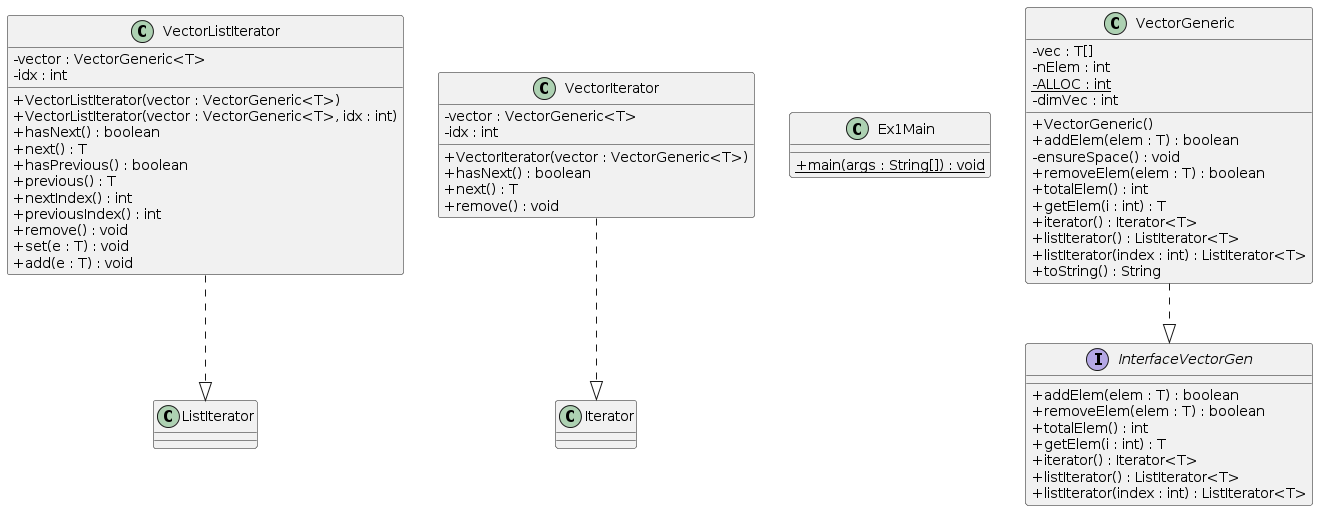 C VectorListIterator
-vector : VectorGeneric<T>
-idx : int
+VectorListIterator(vector : VectorGeneric<T>)
+VectorListIterator(vector : VectorGeneric<T>, idx : int)
+hasNext() : boolean
+next() : T
+hasPrevious() : boolean
+previous() : T
+nextIndex() : int
+previousIndex() : int
+remove() : void
+set(e : T) : void
+add(e : T) : void
C ListIterator
C VectorIterator
-vector : VectorGeneric<T>
-idx : int
+VectorIterator(vector : VectorGeneric<T>)
+hasNext() : boolean
+next() : T
+remove() : void
C Iterator
C Ex1Main
+main(args : String[]) : void
C VectorGeneric
-vec : T[]
-nElem : int
-ALLOC : int
-dimVec : int
+VectorGeneric()
+addElem(elem : T) : boolean
-ensureSpace() : void
+removeElem(elem : T) : boolean
+totalElem() : int
+getElem(i : int) : T
+iterator() : Iterator<T>
+listIterator() : ListIterator<T>
+listIterator(index : int) : ListIterator<T>
+toString() : String
I InterfaceVectorGen
+addElem(elem : T) : boolean
+removeElem(elem : T) : boolean
+totalElem() : int
+getElem(i : int) : T
+iterator() : Iterator<T>
+listIterator() : ListIterator<T>
+listIterator(index : int) : ListIterator<T>